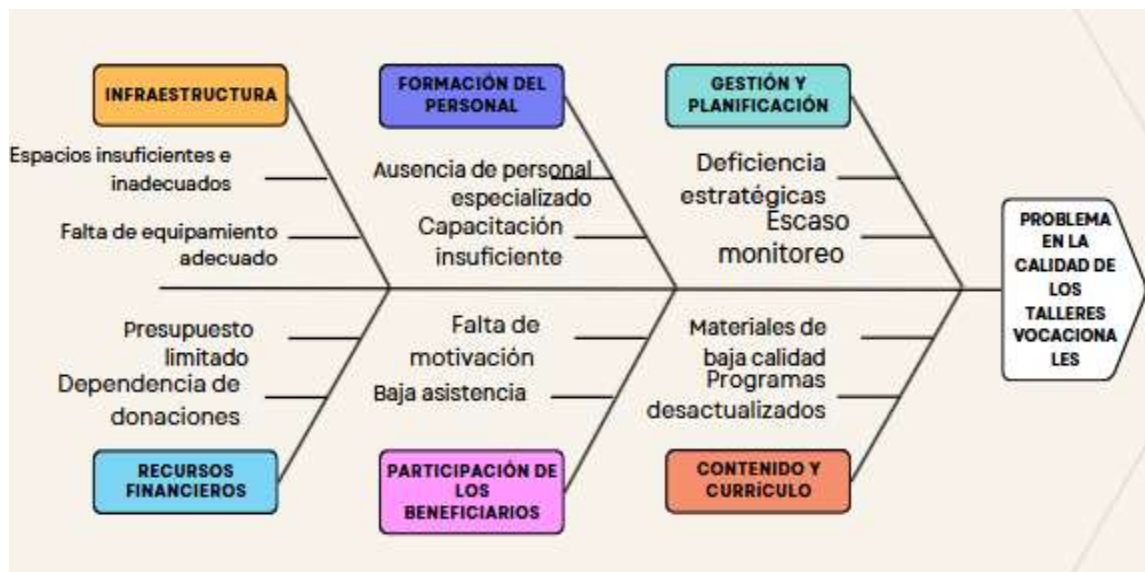 INFRAESTRUCTURA
Espacios insuficientes e
inadecuados
Falta de equipamiento
adecuado
FORMACIÓN DEL
PERSONAL
Ausencia de personal
especializado
Capacitación
insuficiente
GESTIÓN Y
PLANIFICACIÓN
Deficiencia
estratégicas
Escaso
monitoreo
PROBLEMA
EN LA
CALIDAD DE
LOS
TALLERES
VOCACIONA
LES
Presupuesto
limitado
Dependencia de
donaciones
RECURSOS
FINANCIEROS
Falta de
motivación
Baja asistencia
PARTICIPACIÓN DE
LOS
BENEFICIARIOS
Materiales de
baja calidad
Programas
desactualizados
CONTENIDO Y
CURRíCULO